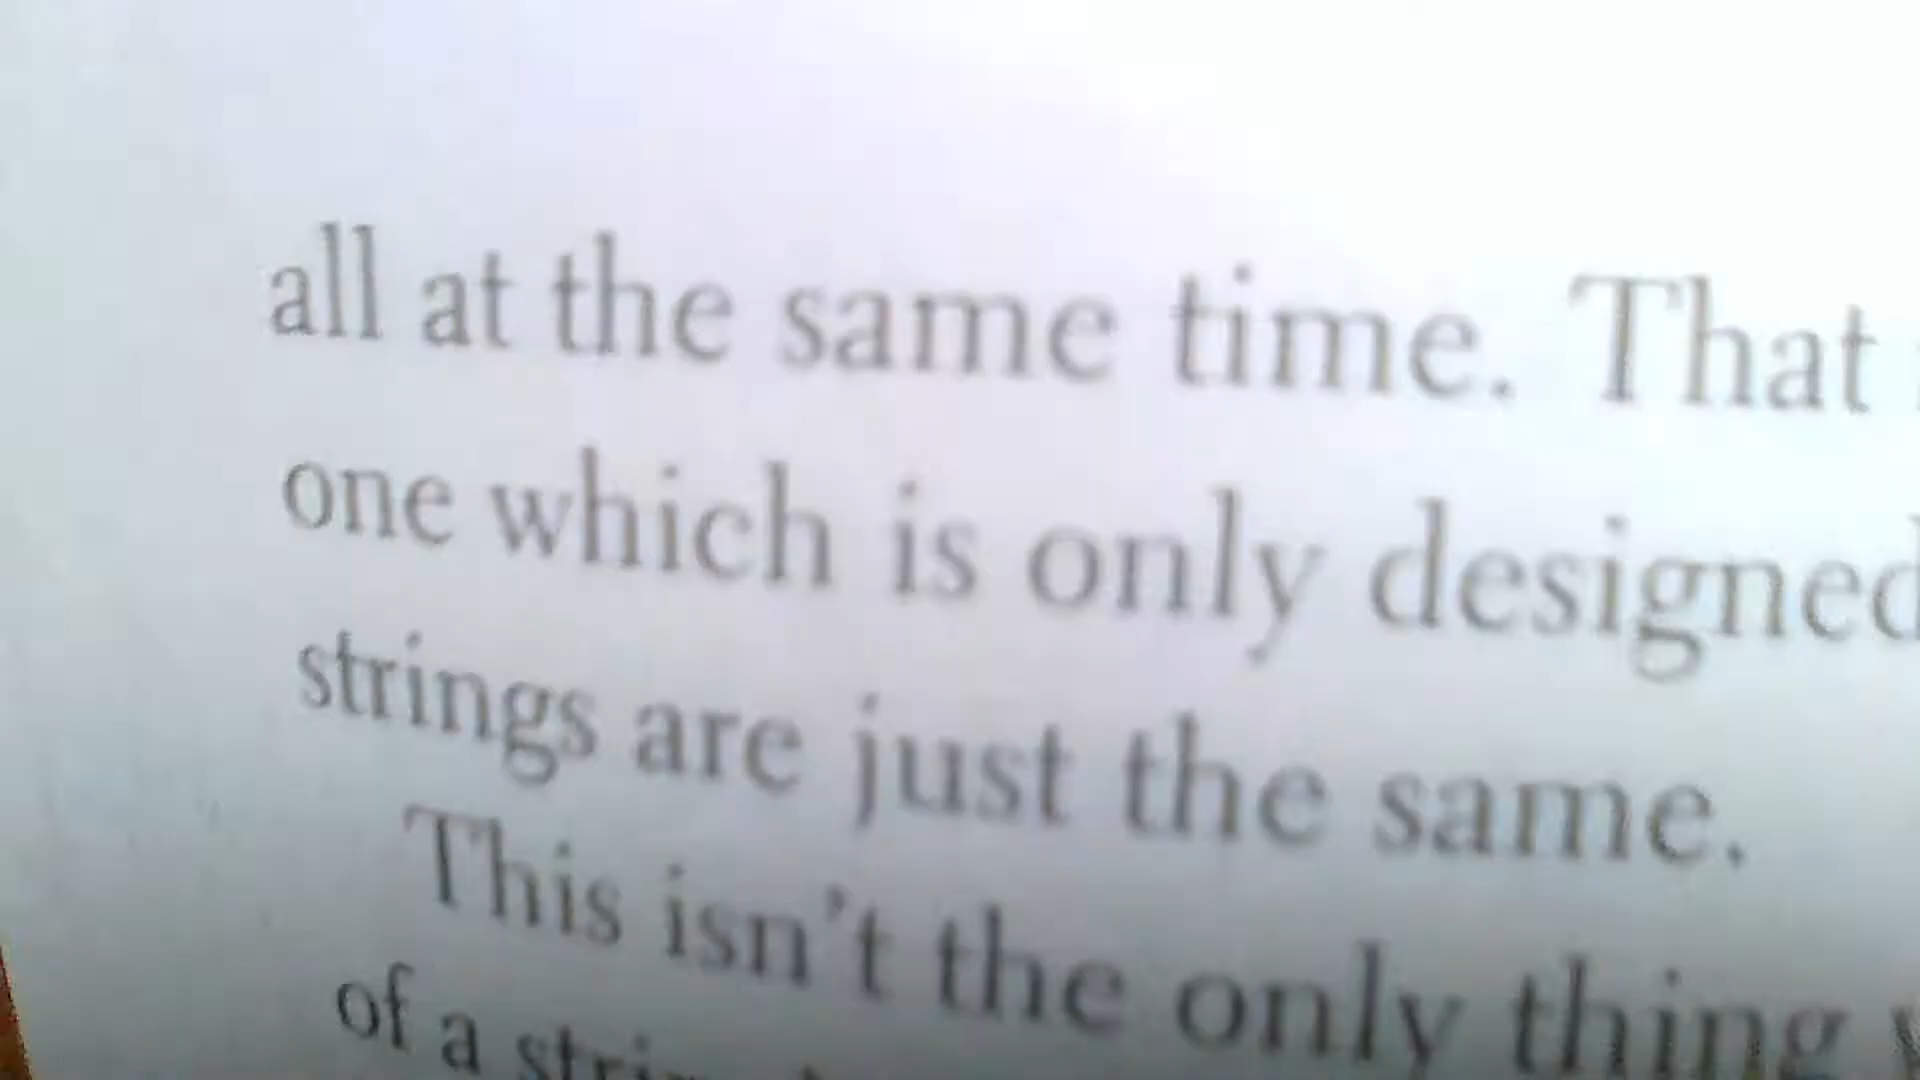 all at the same time. That
one which is only designed
strings are just the same.
This isn't the only thing
of a